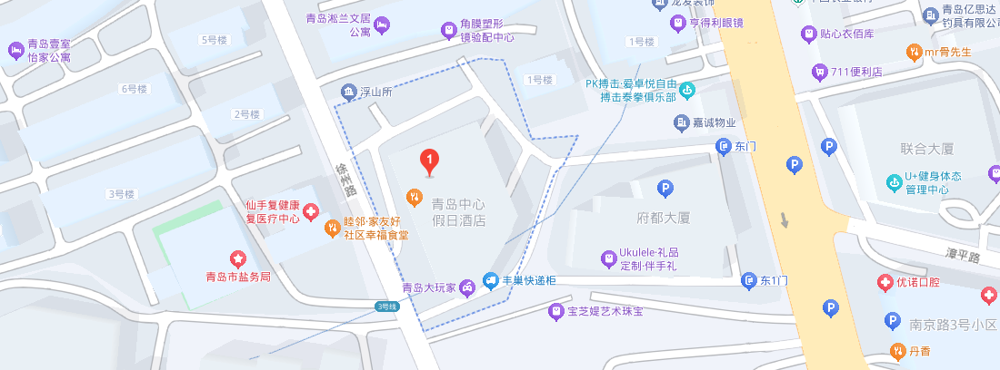 龙发装饰
青岛淞兰文居
公寓
角膜塑形
镜验配中心
亨得利眼镜
青岛亿思达
钓具有限公司
贴心衣佰库
5号楼
1号楼
青岛壹室
怡家公寓
mr骨先生
711便利店
1号楼
PK搏击·爱卓悦自由
搏击泰拳俱乐部
浮山所
6号楼
2号楼
嘉诚物业
东门
联合大厦
1
徐州路
U+健身体态
管理中心
3号楼
仙手复健康
复医疗中心
青岛中心
假日酒店
睦邻·家友好
社区幸福食堂
府都大厦
P
P
P
Ukulele·礼品
定制·伴手礼
漳平路
青岛市盐务局
青岛大玩家
丰巢快递柜
东1门
优诺口腔
3号线
宝芝媞艺术珠宝
P
P
南京路3号小区
丹香